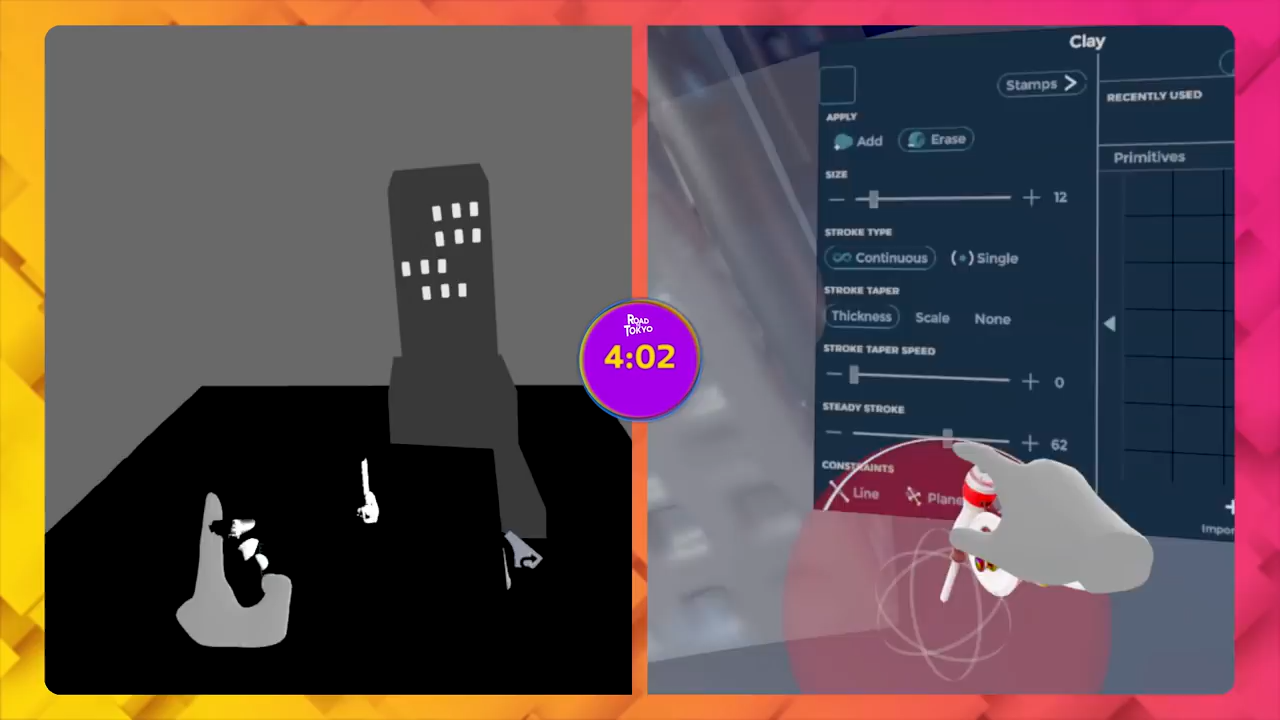 Clay
Stamps
RECENTLY USED
APPLY
Add
Erase
Primitives
SIZE
12
STROKE TYPE
Continuous
Single
STROKE TAPER
Thickness
Scale
None
ROAD
TOKYO
4:02
STROKE TAPER SPEED
0
STEADY STROKE
62
CONSTRAINTS
Line
Plane
Impor